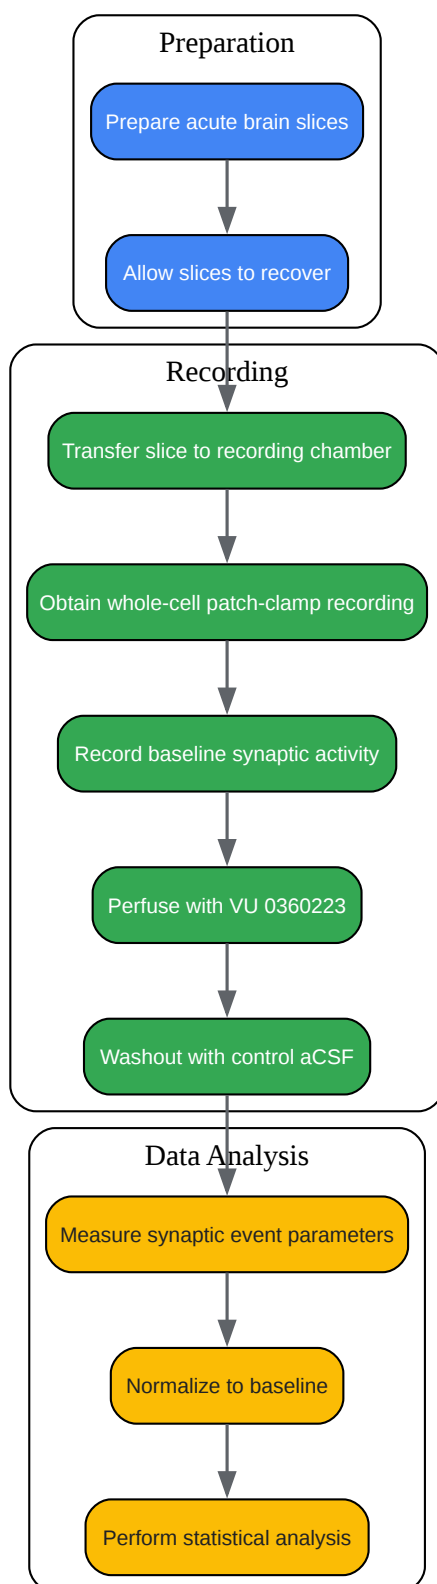 Preparation
Prepare acute brain slices
Allow slices to recover
Recording
Transfer slice to recording chamber
Obtain whole-cell patch-clamp recording
Record baseline synaptic activity
Perfuse with VU 0360223
Washout with control aCSF
Data Analysis
Measure synaptic event parameters
Normalize to baseline
Perform statistical analysis